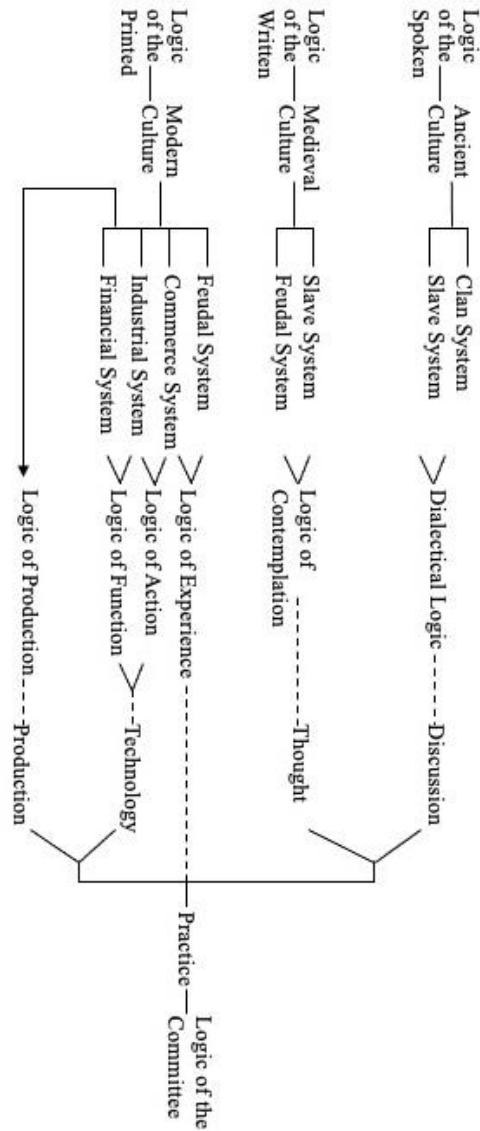 Logic
of the
Spoken
Ancient
Culture
Clan System
Slave System
Dialectical Logic
Discussion
Logic
of the
Written
Medieval
Culture
Slave System
Feudal System
Logic of
Contemplation
Thought
Logic
of the
Printed
Modern
Culture
Feudal System
Commerce System
Industrial System
Financial System
Logic of Experience
Logic of Action
Logic of Function
Technology
Logic of Production
Production
Practice
Logic of the
Committee